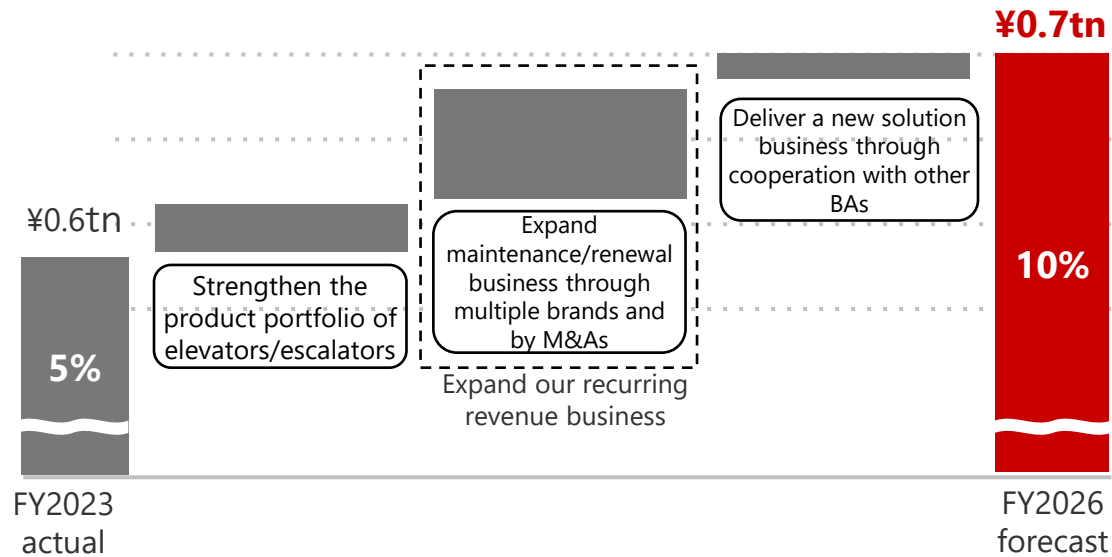 ¥0.7tn
¥0.6tn
5%
Strengthen the
product portfolio of
elevators/escalators
Expand
maintenance/renewal
business through
multiple brands and
by M&As
Expand our recurring
revenue business
Deliver a new solution
business through
cooperation with other
BAs
10%
FY2023
actual
FY2026
forecast